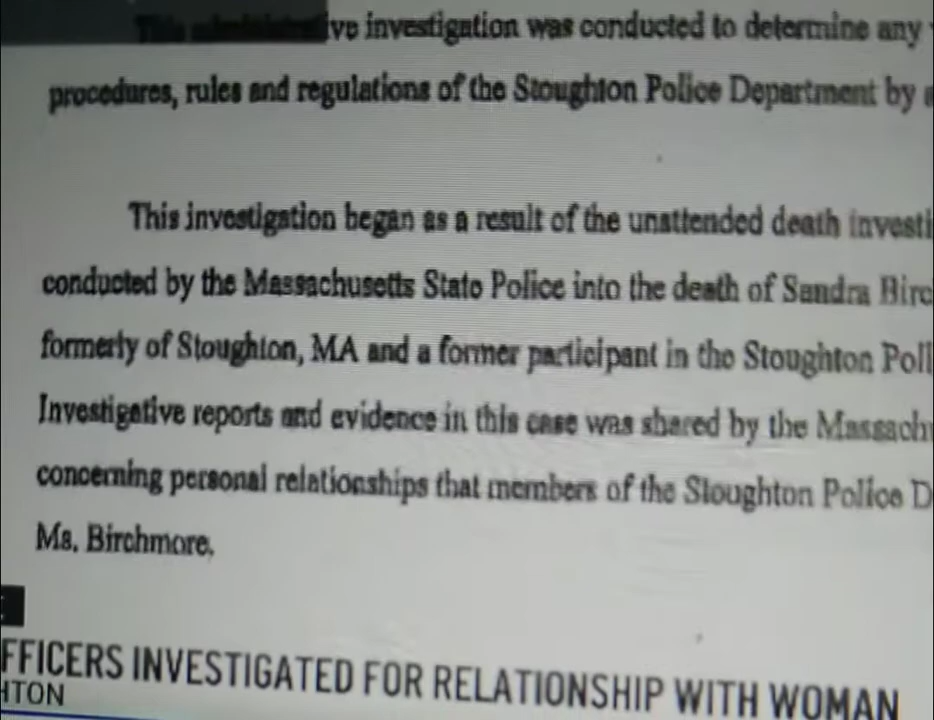 This administrative investigation was conducted to determine any
procedures, rules and regulations of the Stoughton Police Department by
This investigation began as a result of the unattended death investi
conducted by the Massachusetts State Police into the death of Sandra Birc
formerly of Stoughton, MA and a former participant in the Stoughton Poli
Investigative reports and evidence in this case was shared by the Massach
concerning personal relationships that members of the Stoughton Police D
Ms. Birchmore.
FFICERS INVESTIGATED FOR RELATIONSHIP WITH WOMAN
HTON